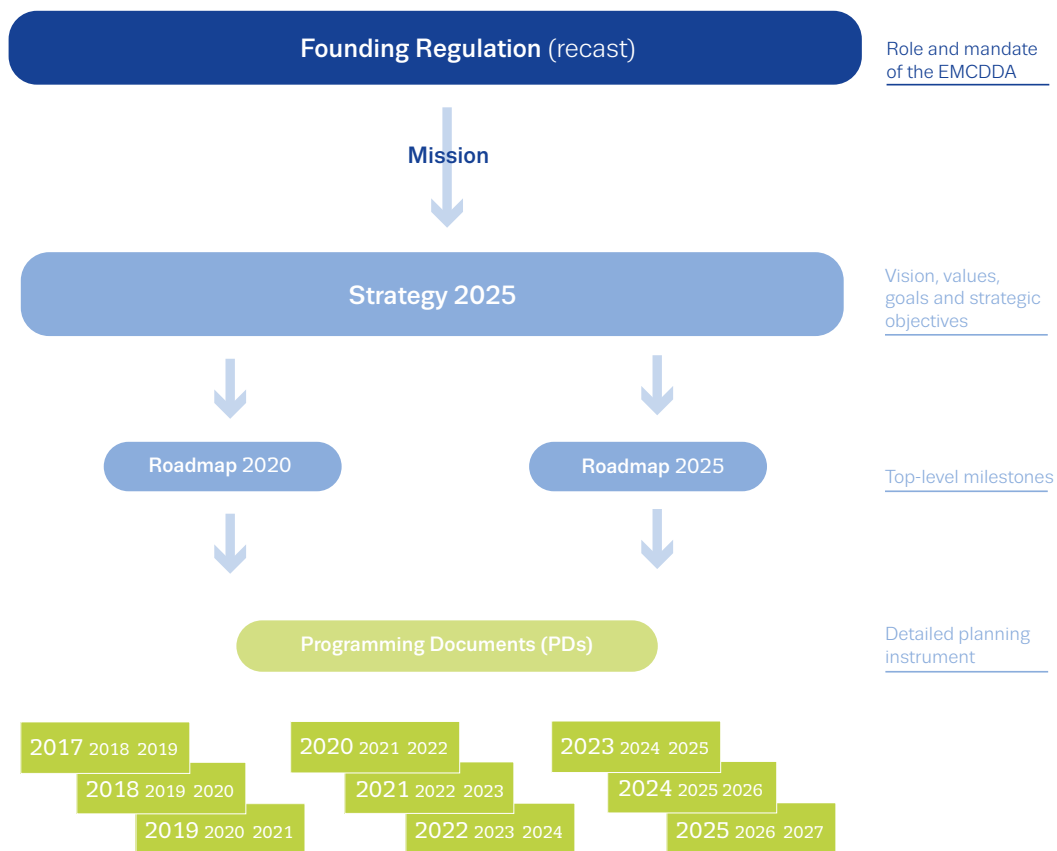 Founding Regulation (recast)
Role and mandate
of the EMCDDA
Mission
Strategy 2025
Vision, values,
goals and strategic
objectives
Roadmap 2020
Roadmap 2025
Top-level milestones
Programming Documents (PDs)
Detailed planning
instrument
2017 2018 2019
2018 2019 2020
2019 2020 2021
2020 2021 2022
2021 2022 2023
2022 2023 2024
2023 2024 2025
2024 2025 2026
2025 2026 2027